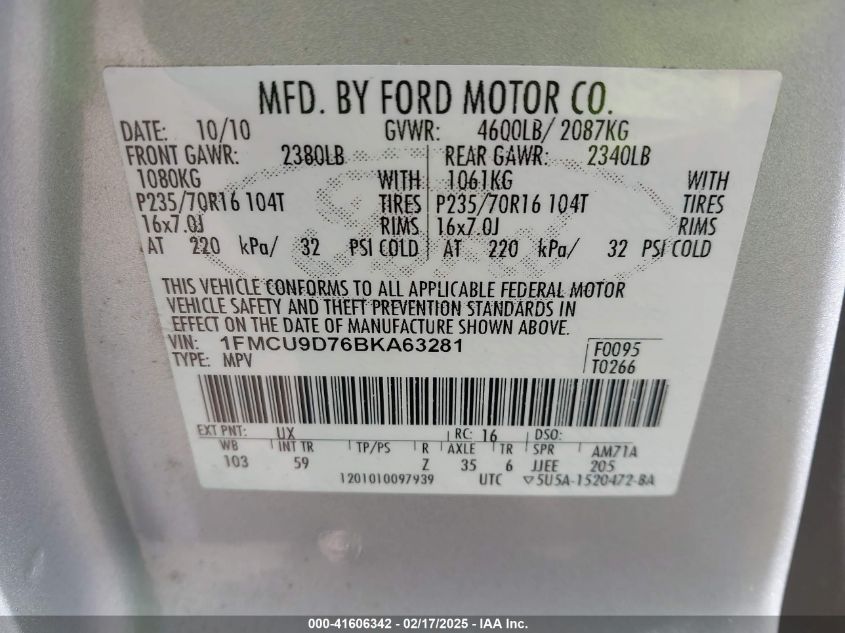 MFD. BY FORD MOTOR CO.
DATE: 10/10 GVWR: 4600LB/ 2087KG
FRONT GAWR: 2380LB REAR GAWR: 2340LB
1080KG WITH 1061KG WITH
P235/70R16 104T TIRES P235/70R16 104T TIRES
16x7.0J RIMS 16x7.0J RIMS
AT 220 kPa/ 32 PSI COLD AT 220 kPa/ 32 PSI COLD
THIS VEHICLE CONFORMS TO ALL APPLICABLE FEDERAL MOTOR
VEHICLE SAFETY AND THEFT PREVENTION STANDARDS IN
EFFECT ON THE DATE OF MANUFACTURE SHOWN ABOVE.
VIN: 1FMCU9D76BKA63281 F0095
TYPE: MPV T0266
EXT PNT: UX RC: 16 DSO:
WB INT TR TP/PS R AXLE TR SPR AM71A
103 59 Z 35 6 JJEE 205
1201010097939 UTC ▽5U5A-1520472-BA
000-41606342 - 02/17/2025 - IAA Inc.